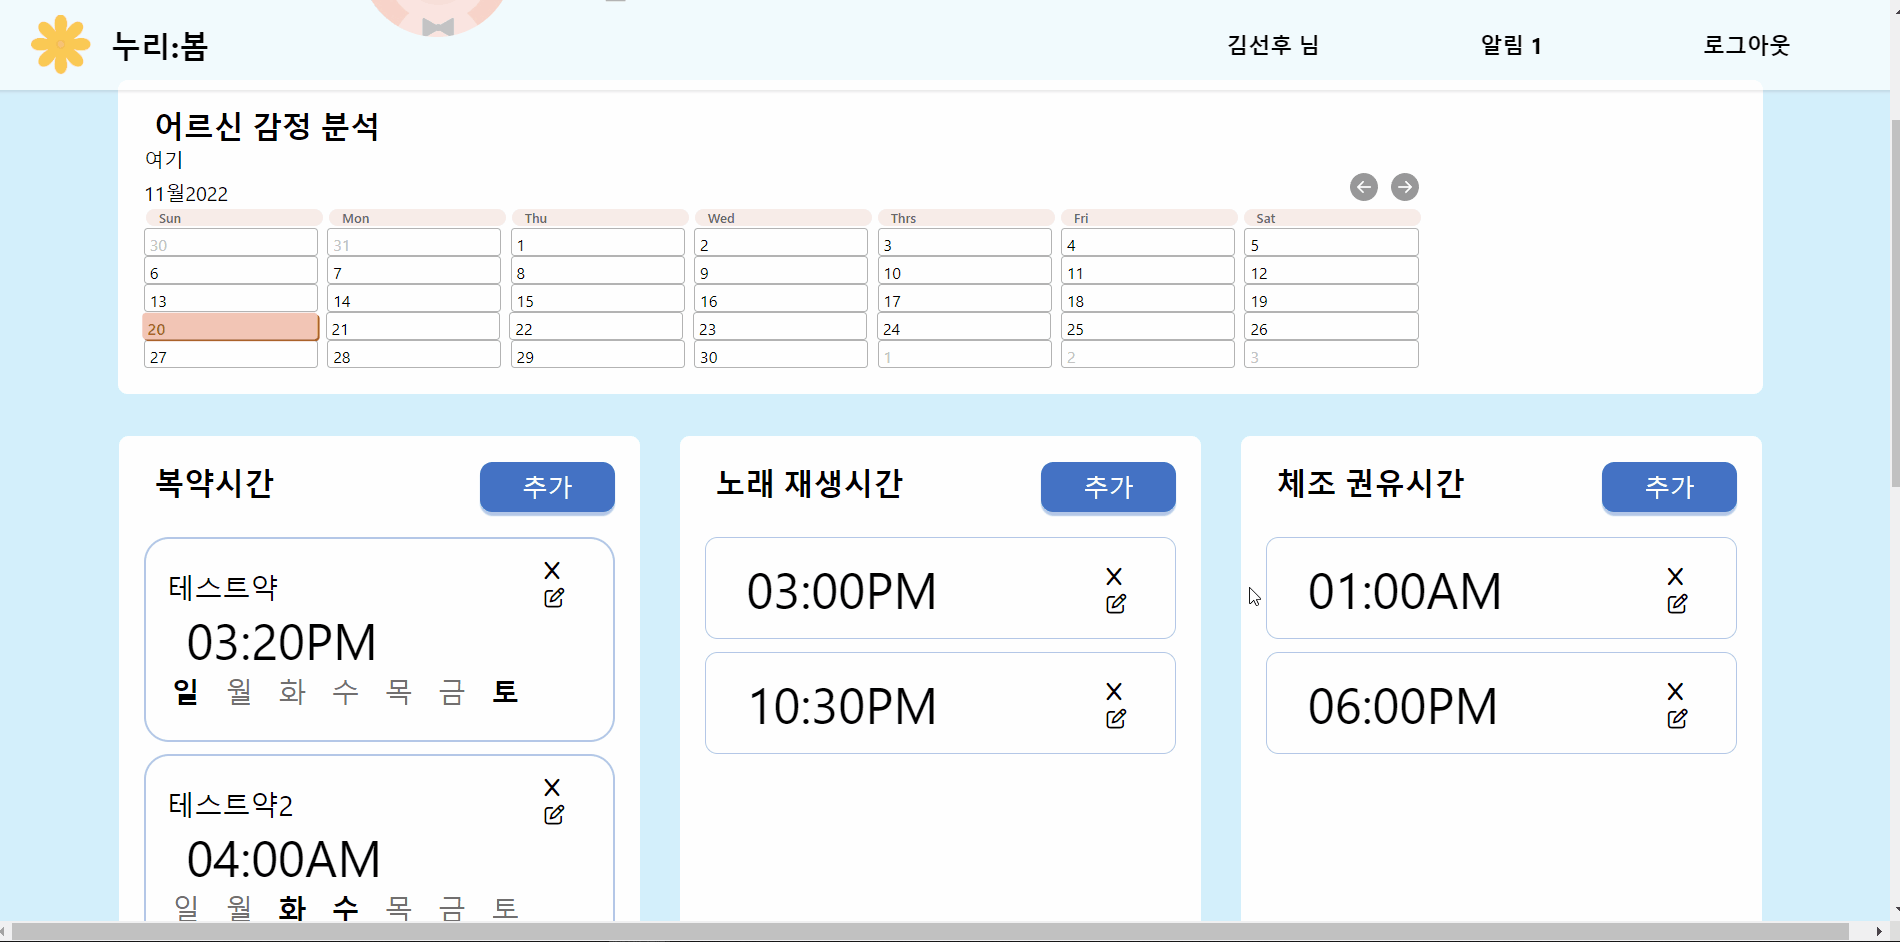 누리:봄
김선후 님 알림 1 로그아웃
어르신 감정 분석
여기
11월2022
Sun Mon Thu Wed Thrs Fri Sat
30 31 1 2 3 4 5
6 7 8 9 10 11 12
13 14 15 16 17 18 19
20 21 22 23 24 25 26
27 28 29 30 1 2 3
복약시간 추가
테스트약 X
03:20PM
일 월 화 수 목 금 토
테스트약2 X
04:00AM
일 월 화 수 목 금 토
노래 재생시간 추가
03:00PM X
10:30PM X
체조 권유시간 추가
01:00AM X
06:00PM X